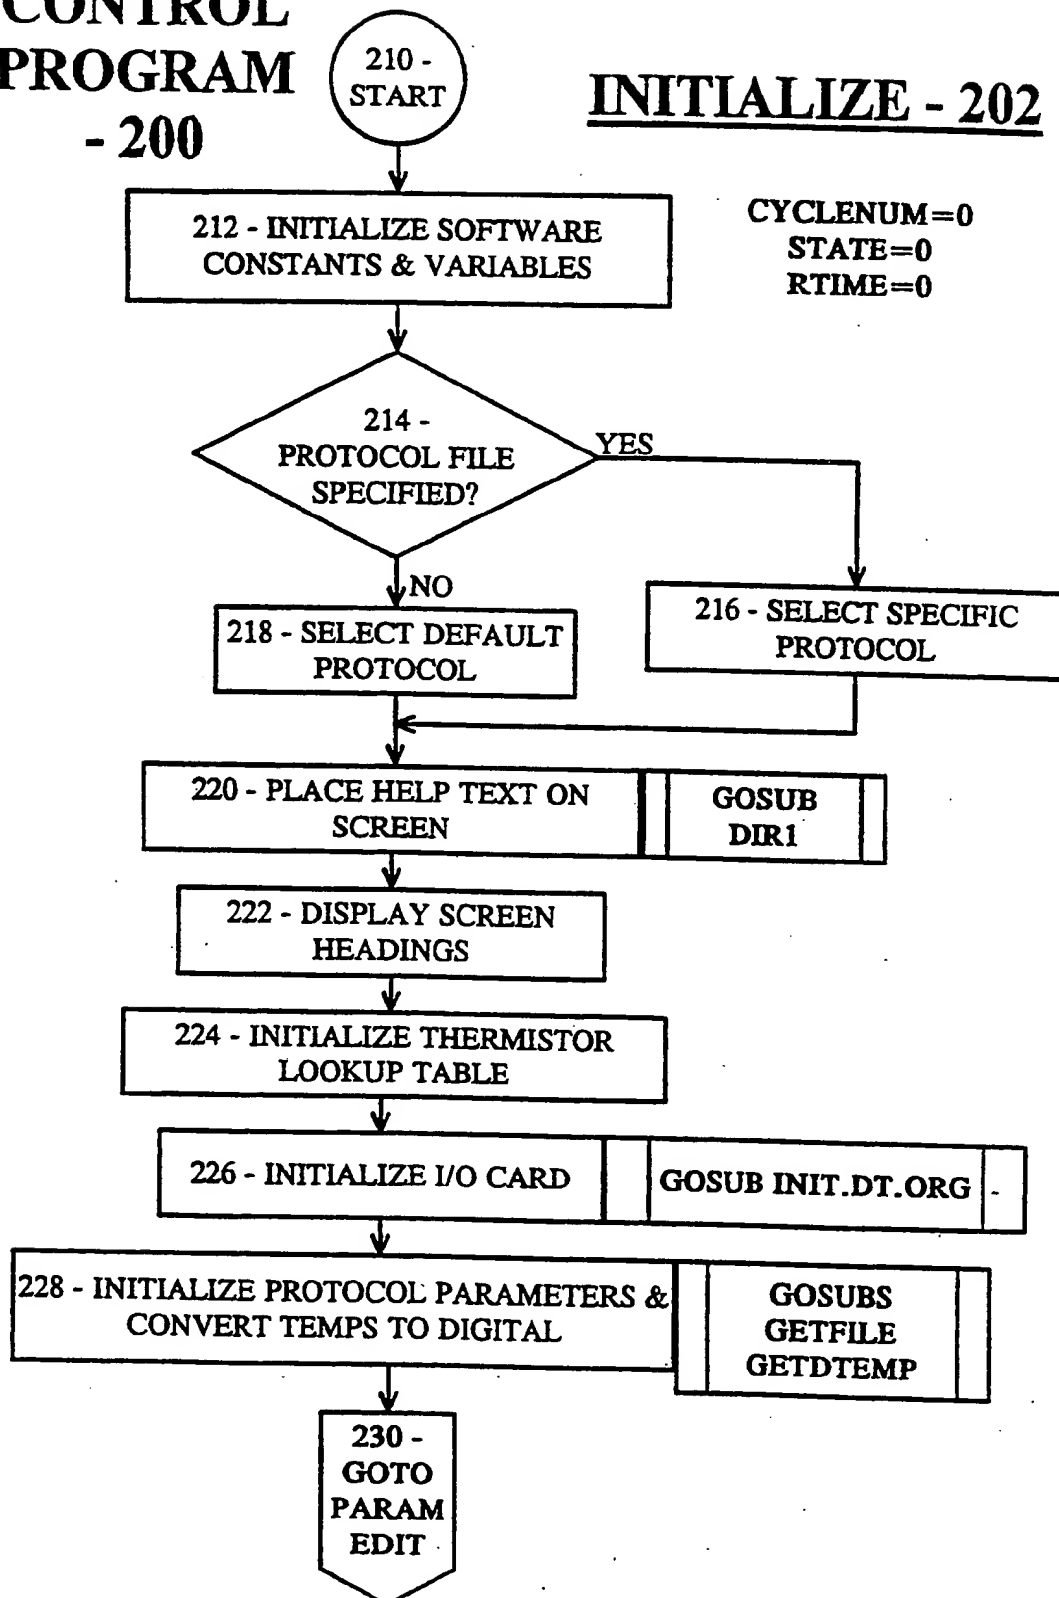 CONTROL
PROGRAM
- 200
210 -
START
INITIALIZE - 202
212 - INITIALIZE SOFTWARE
CONSTANTS & VARIABLES
CYCLENUM=0
STATE=0
RTIME=0
214 -
PROTOCOL FILE
SPECIFIED?
YES
NO
218 - SELECT DEFAULT
PROTOCOL
216 - SELECT SPECIFIC
PROTOCOL
220 - PLACE HELP TEXT ON
SCREEN
GOSUB
DIR1
222 - DISPLAY SCREEN
HEADINGS
224 - INITIALIZE THERMISTOR
LOOKUP TABLE
226 - INITIALIZE I/O CARD
GOSUB INIT.DT.ORG
228 - INITIALIZE PROTOCOL PARAMETERS &
CONVERT TEMPS TO DIGITAL
GOSUBS
GETFILE
GETDTEMP
230 -
GOTO
PARAM
EDIT